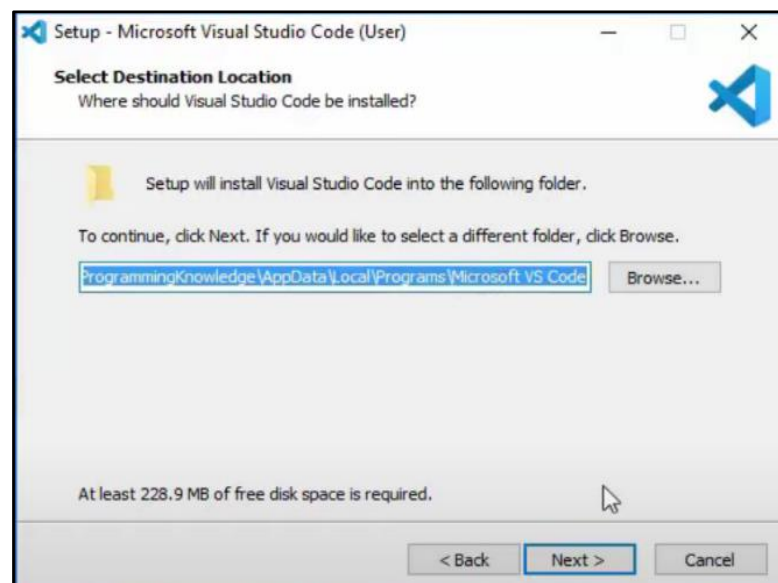 Setup - Microsoft Visual Studio Code (User)
Select Destination Location
Where should Visual Studio Code be installed?
Setup will install Visual Studio Code into the following folder.
To continue, click Next. If you would like to select a different folder, click Browse.
ProgrammingKnowledge\AppData\Local\Programs\Microsoft VS Code
Browse...
At least 228.9 MB of free disk space is required.
< Back
Next >
Cancel